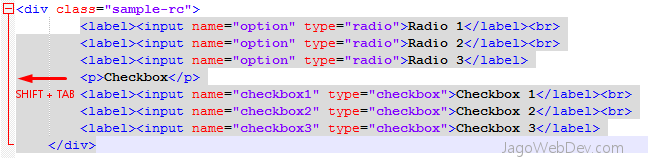 <div class="sample-rc">
<label><input name="option" type="radio">Radio 1</label><br>
<label><input name="option" type="radio">Radio 2</label><br>
<label><input name="option" type="radio">Radio 3</label>
<p>Checkbox</p>
SHIFT + TAB <label><input name="checkbox1" type="checkbox">Checkbox 1</label><br>
<label><input name="checkbox2" type="checkbox">Checkbox 2</label><br>
<label><input name="checkbox3" type="checkbox">Checkbox 3</label>
</div>
JagoWebDev.com